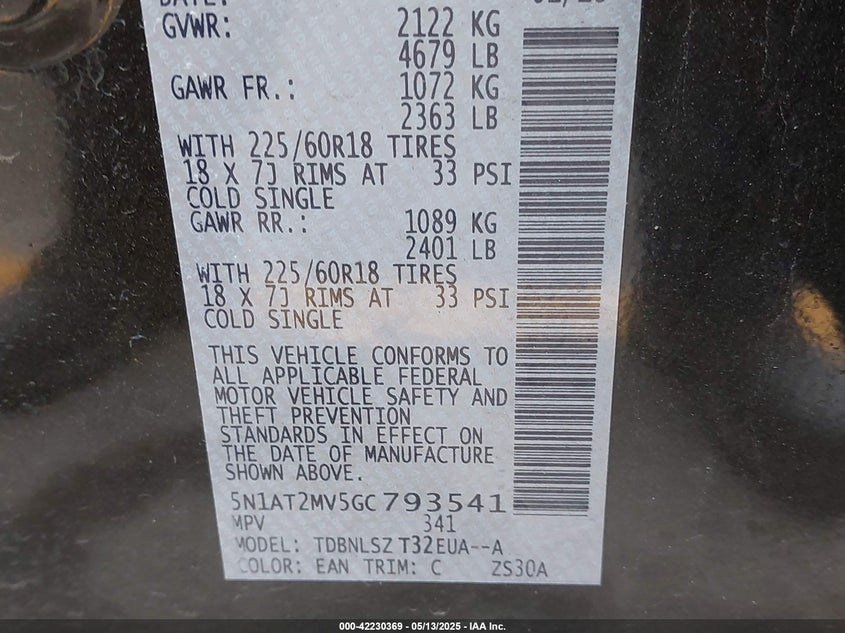 DATE:
GVWR: 2122 KG
4679 LB
GAWR FR.: 1072 KG
2363 LB
WITH 225/60R18 TIRES
18 X 7J RIMS AT 33 PSI
COLD SINGLE
GAWR RR.: 1089 KG
2401 LB
WITH 225/60R18 TIRES
18 X 7J RIMS AT 33 PSI
COLD SINGLE
THIS VEHICLE CONFORMS TO
ALL APPLICABLE FEDERAL
MOTOR VEHICLE SAFETY AND
THEFT PREVENTION
STANDARDS IN EFFECT ON
THE DATE OF MANUFACTURE
SHOWN ABOVE.
5N1AT2MV5GC793541
MPV 341
MODEL: TDBNLSZ T32EUA--A
COLOR: EAN TRIM: C ZS30A
000-42230369 - 05/13/2025 - IAA Inc.